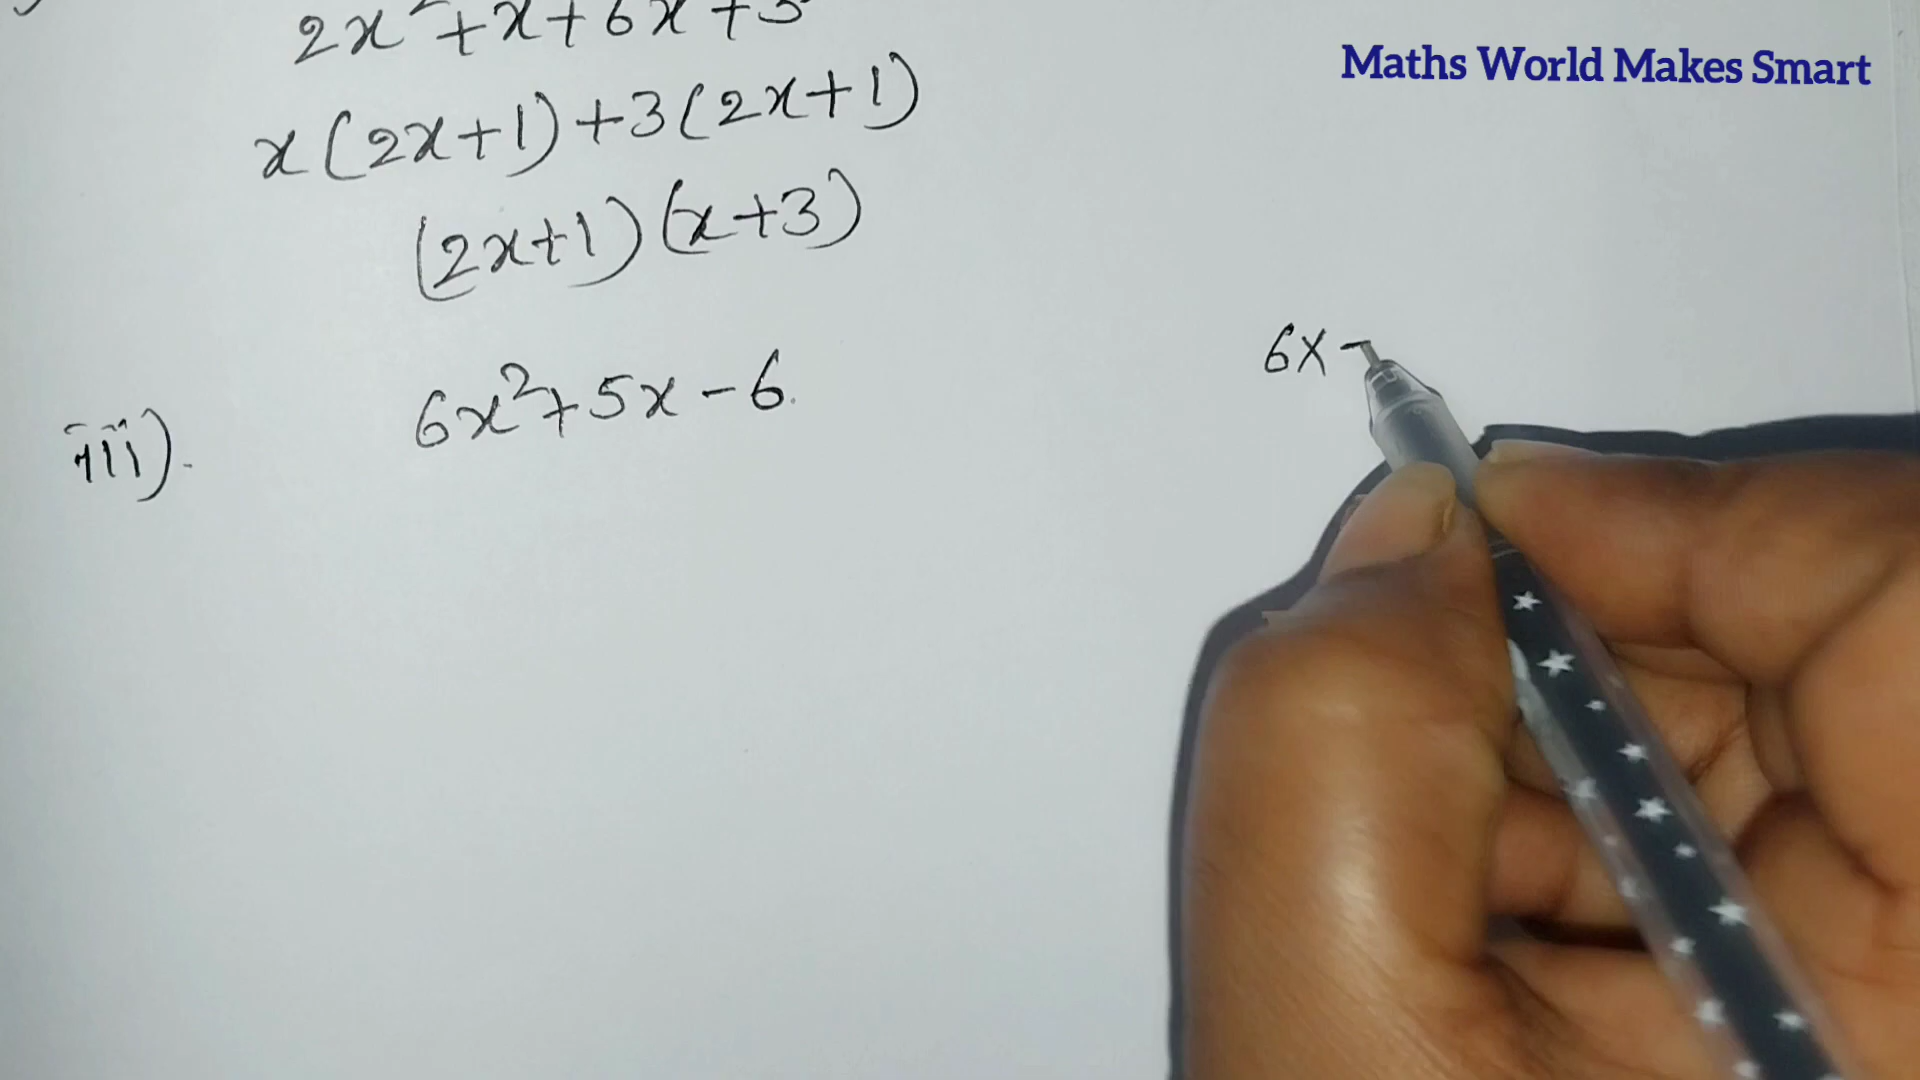 2x²+x+6x+3
Maths World Makes Smart
x(2x+1)+3(2x+1)
(2x+1)(x+3)
6x-
iii). 6x²+5x-6.